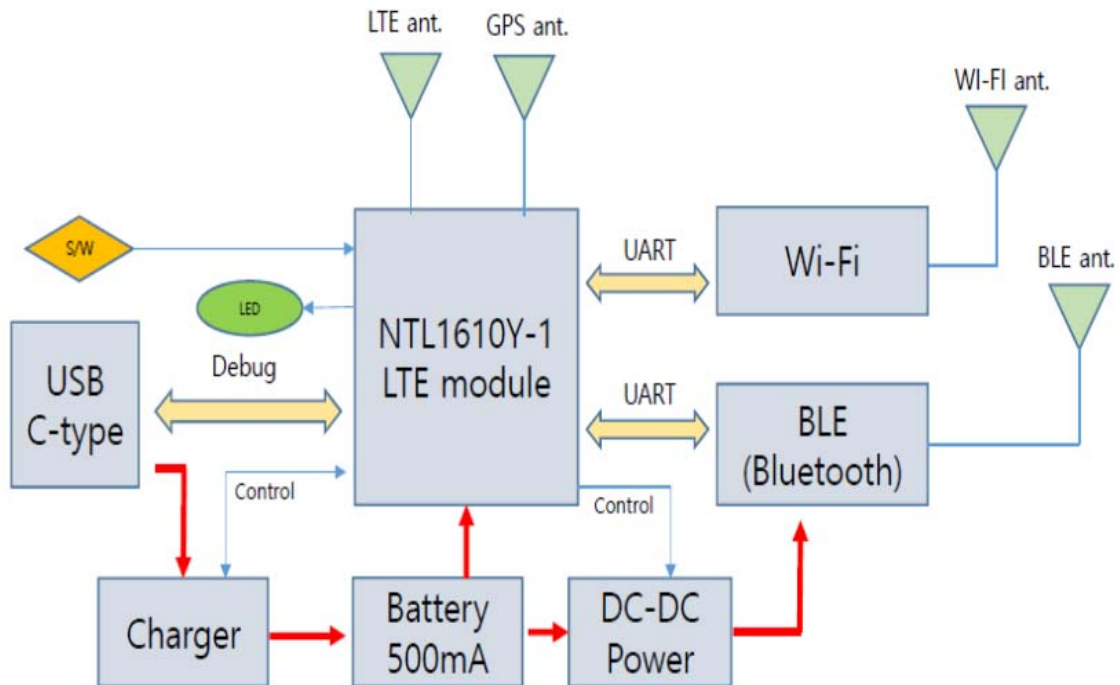 LTE ant.
GPS ant.
WI-FI ant.
S/W
UART
Wi-Fi
BLE ant.
LED
NTL1610Y-1
LTE module
USB
C-type
Debug
UART
BLE
(Bluetooth)
Control
Control
Charger
Battery
500mA
DC-DC
Power